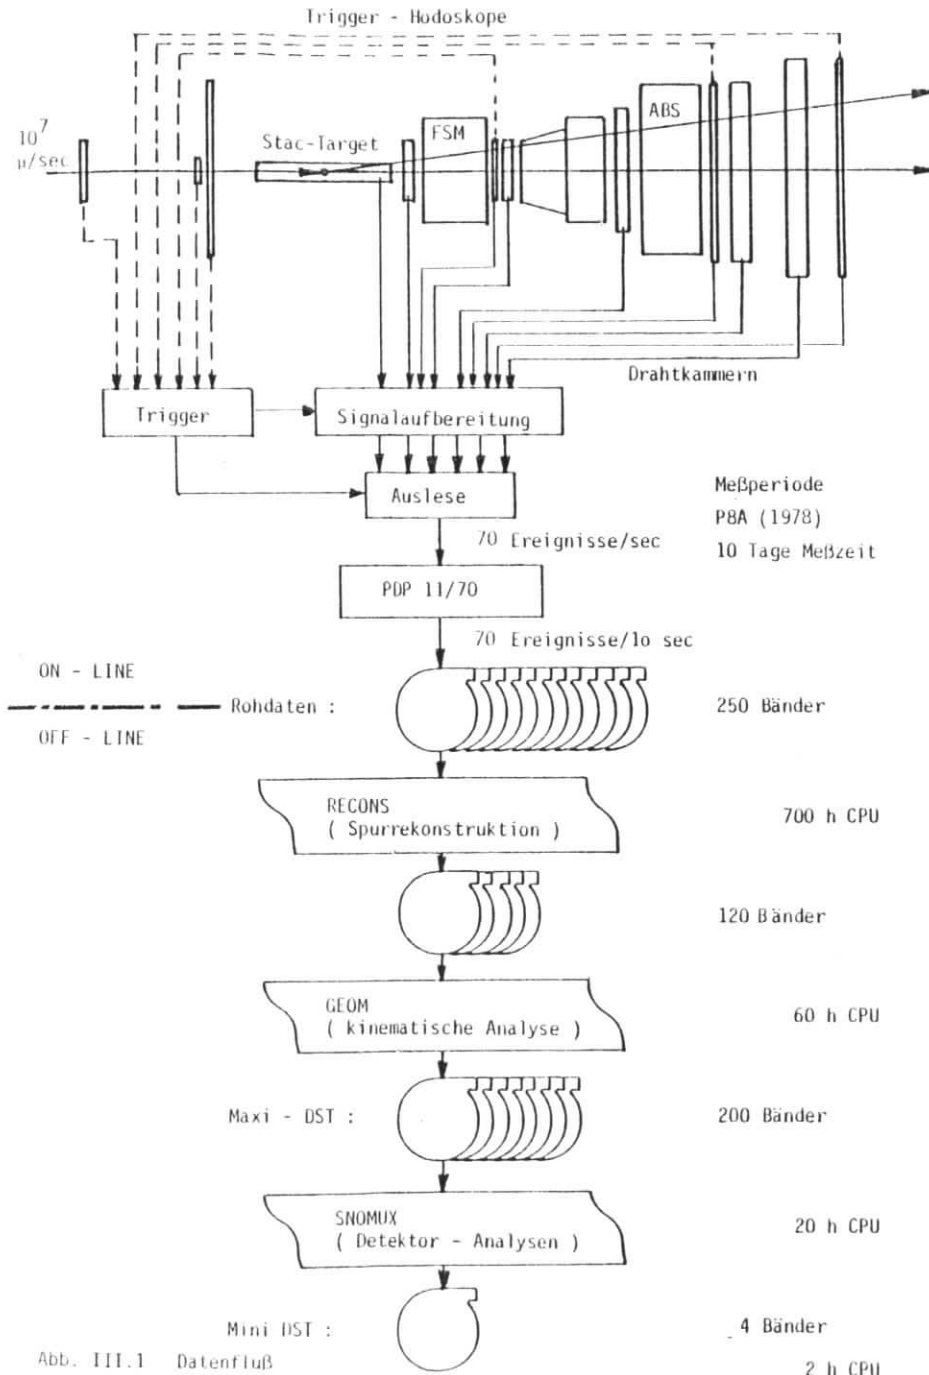 Trigger - Hodoskope
10^7
µ/sec
Stac-Target
FSM
ABS
Drahtkammern
Trigger
Signalaufbereitung
Auslese
Meßperiode
P8A (1978)
10 Tage Meßzeit
70 Ereignisse/sec
PDP 11/70
70 Ereignisse/lo sec
ON - LINE
Rohdaten :
250 Bänder
OFF - LINE
RECONS
( Spurrekonstruktion )
700 h CPU
120 Bänder
GEOM
( kinematische Analyse )
60 h CPU
Maxi - DST :
200 Bänder
SNOMUX
( Detektor - Analysen )
20 h CPU
Mini DST :
4 Bänder
Abb. III.1 Datenfluß
2 h CPU